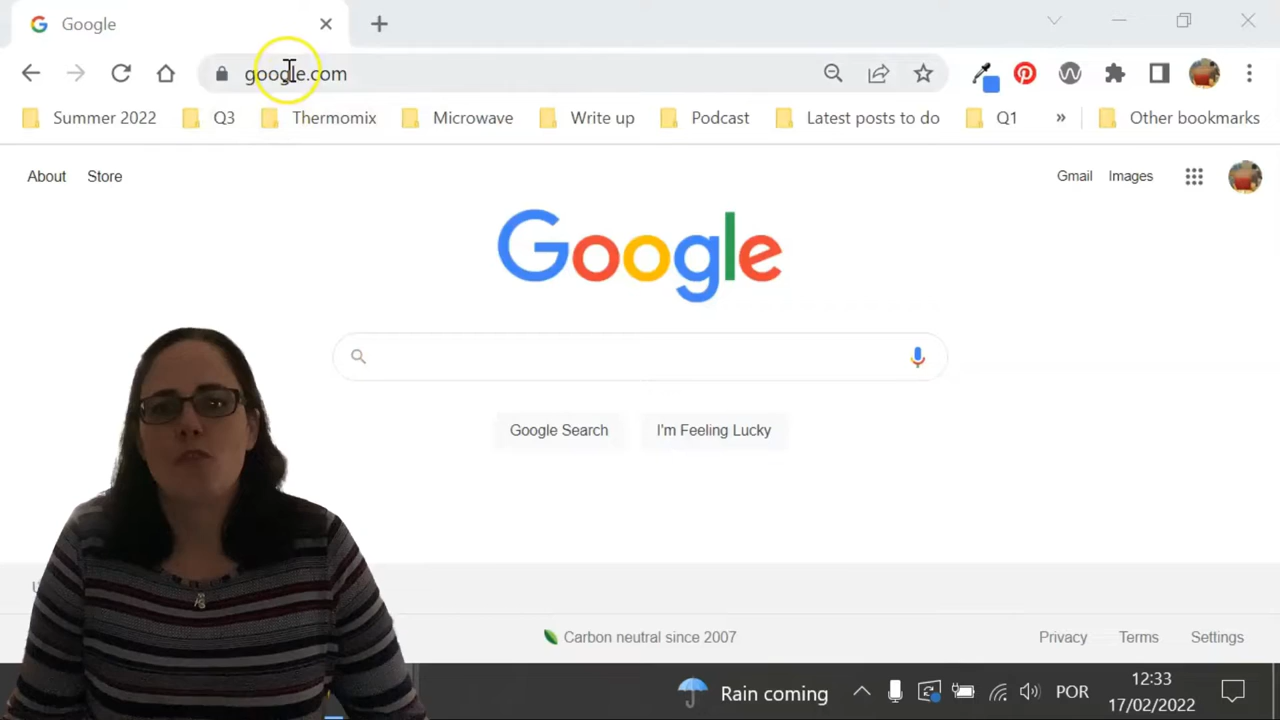 Google
google.com
Summer 2022 Q3 Thermomix Microwave Write up Podcast Latest posts to do Q1 » Other bookmarks
About Store Gmail Images
Google
Google Search I'm Feeling Lucky
Carbon neutral since 2007 Privacy Terms Settings
Rain coming POR 12:33
17/02/2022